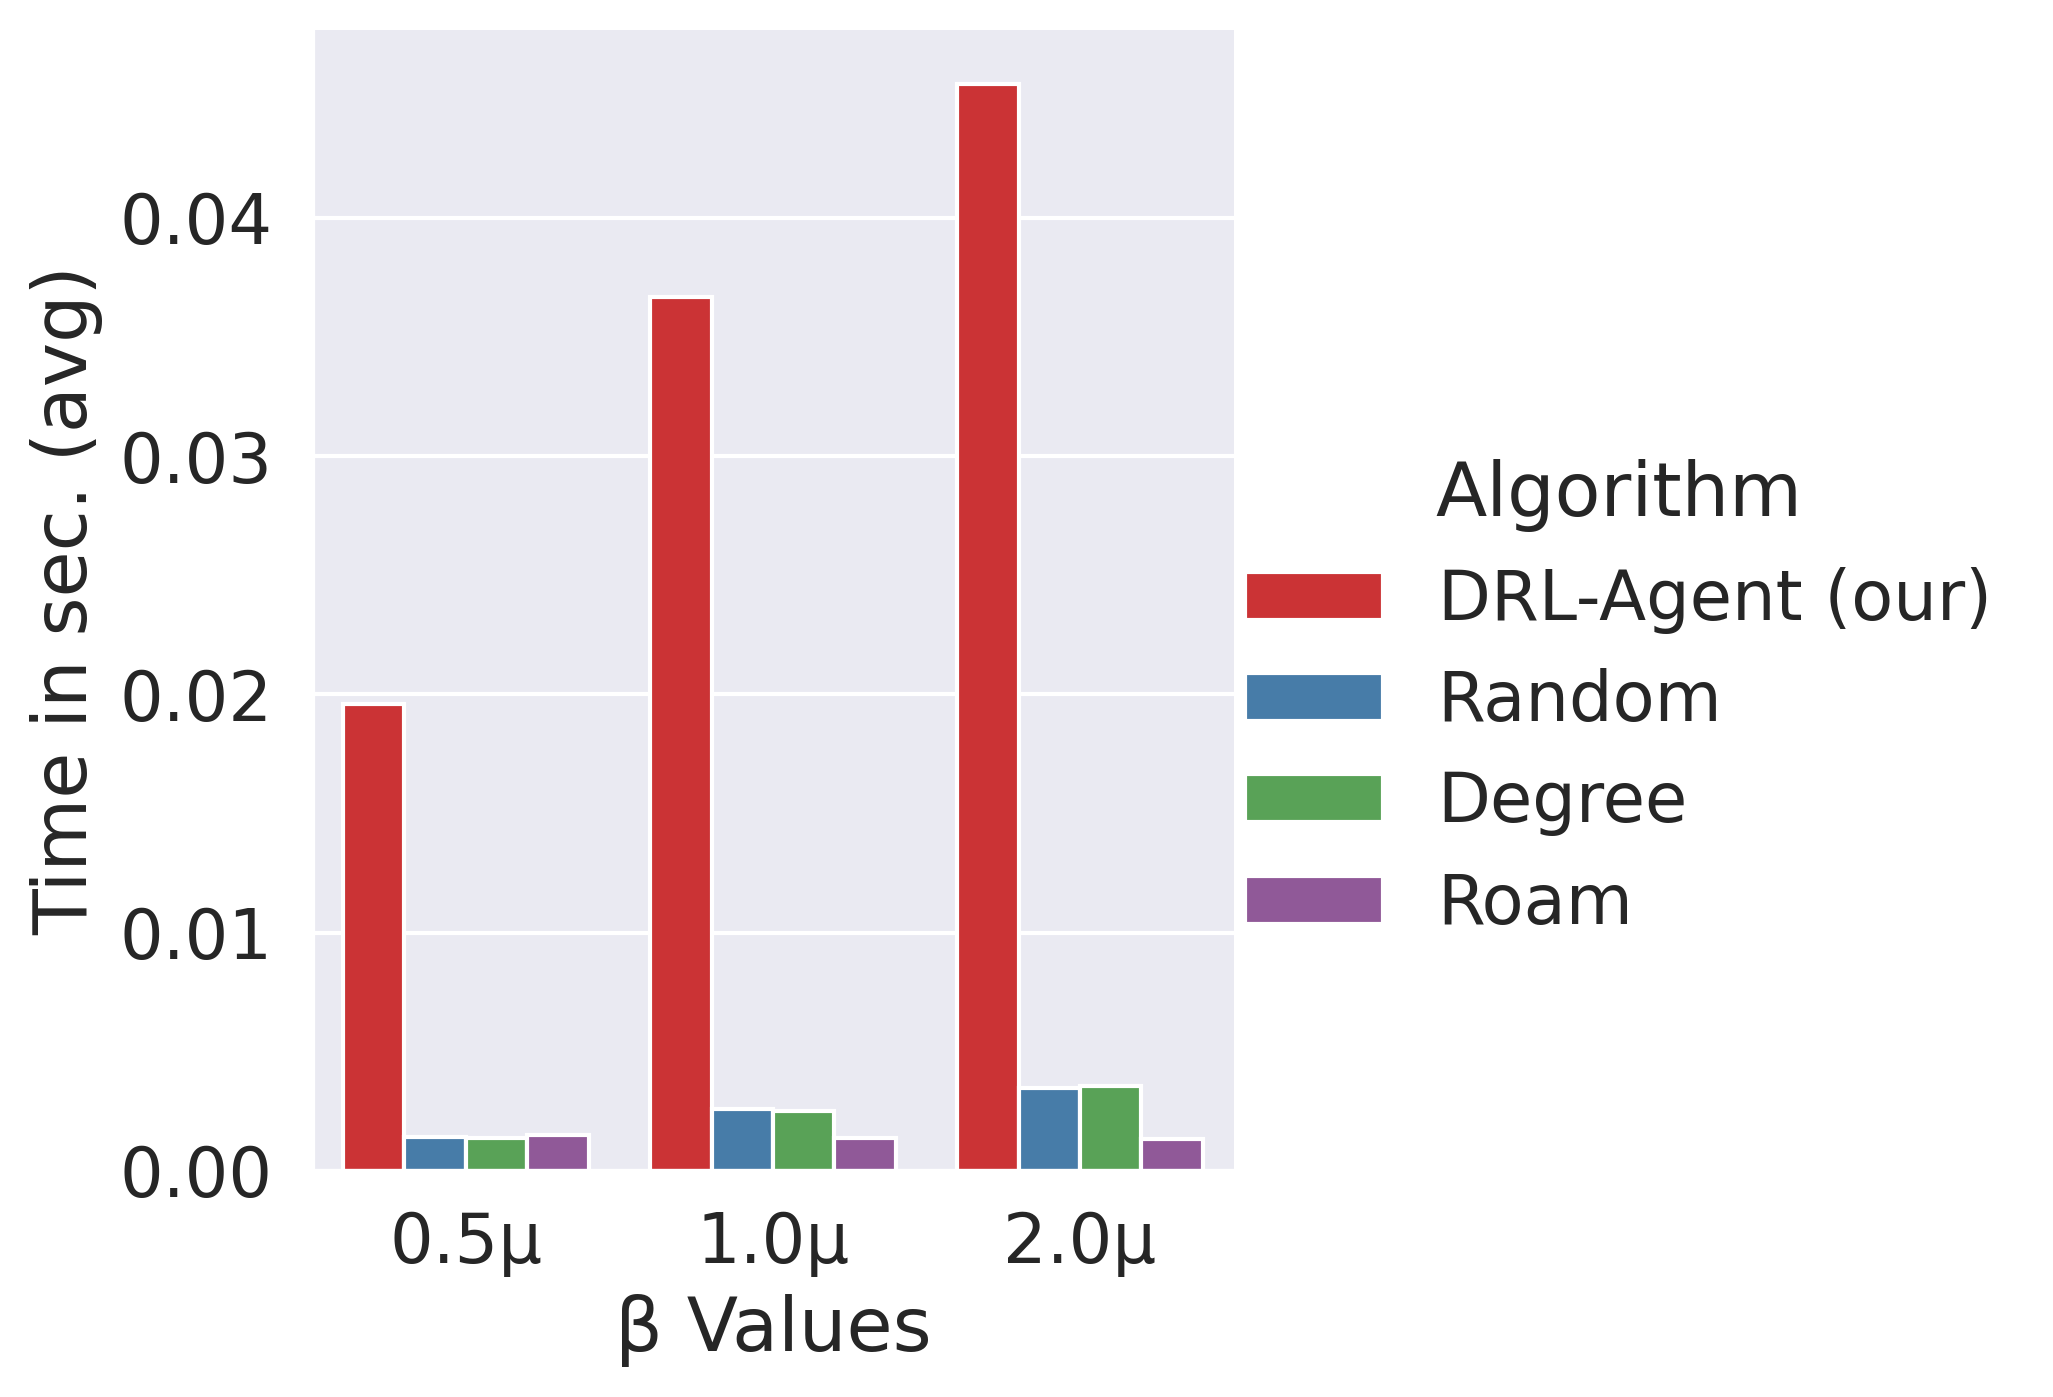 Time in sec. (avg)
0.04
0.03
0.02
0.01
0.00
0.5μ 1.0μ 2.0μ
β Values
Algorithm
DRL-Agent (our)
Random
Degree
Roam